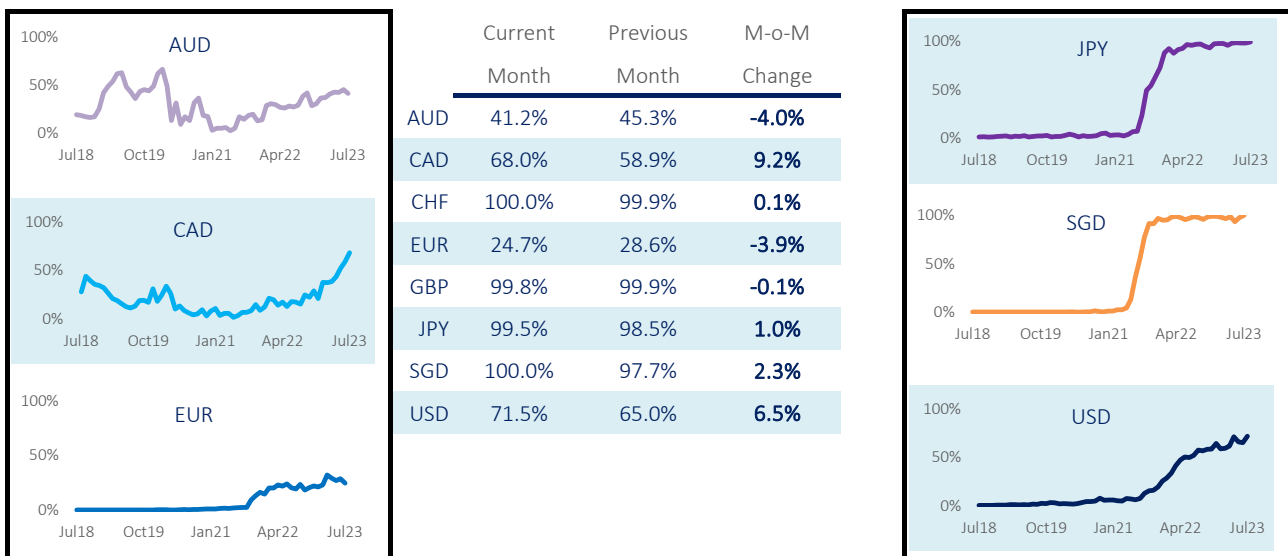 AUD
100%
50%
0%
Jul18 Oct19 Jan21 Apr22 Jul23
CAD
100%
50%
0%
Jul18 Oct19 Jan21 Apr22 Jul23
EUR
100%
50%
0%
Jul18 Oct19 Jan21 Apr22 Jul23
Current Previous M-o-M
Month Month Change
AUD 41.2% 45.3% -4.0%
CAD 68.0% 58.9% 9.2%
CHF 100.0% 99.9% 0.1%
EUR 24.7% 28.6% -3.9%
GBP 99.8% 99.9% -0.1%
JPY 99.5% 98.5% 1.0%
SGD 100.0% 97.7% 2.3%
USD 71.5% 65.0% 6.5%
JPY
100%
50%
0%
Jul18 Oct19 Jan21 Apr22 Jul23
SGD
100%
50%
0%
Jul18 Oct19 Jan21 Apr22 Jul23
USD
100%
50%
0%
Jul18 Oct19 Jan21 Apr22 Jul23